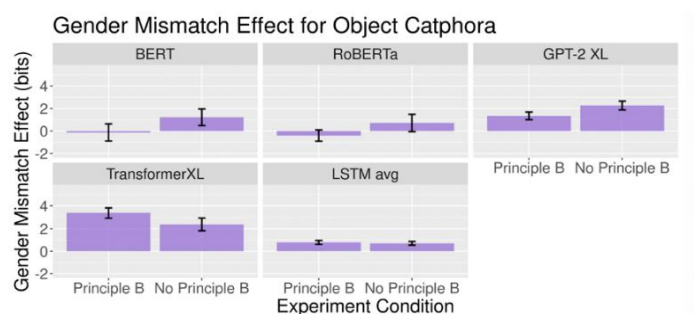 Gender Mismatch Effect for Object Catphora
Gender Mismatch Effect (bits)
BERT
RoBERTa
GPT-2 XL
4
2
0
-2
Principle B No Principle B
TransformerXL
LSTM avg
4
2
0
-2
Principle B No Principle B
Principle B No Principle B
Experiment Condition